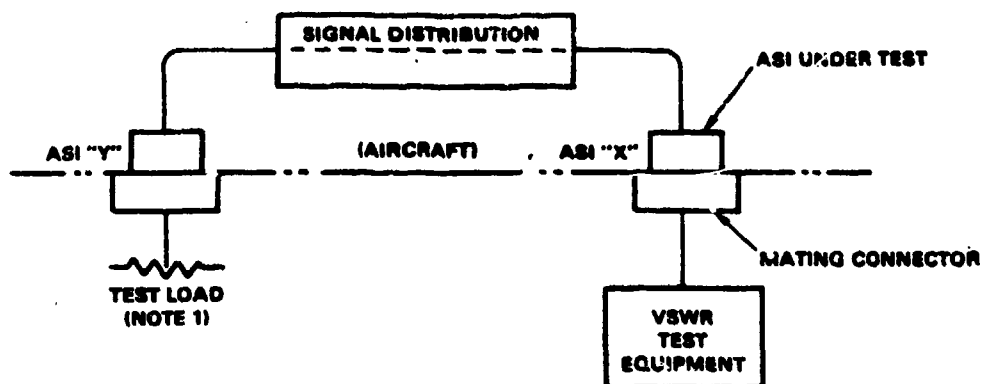 SIGNAL DISTRIBUTION
ASI UNDER TEST
ASI "Y"
(AIRCRAFT)
ASI "X"
MATING CONNECTOR
TEST LOAD
(NOTE 1)
VSWR
TEST
EQUIPMENT